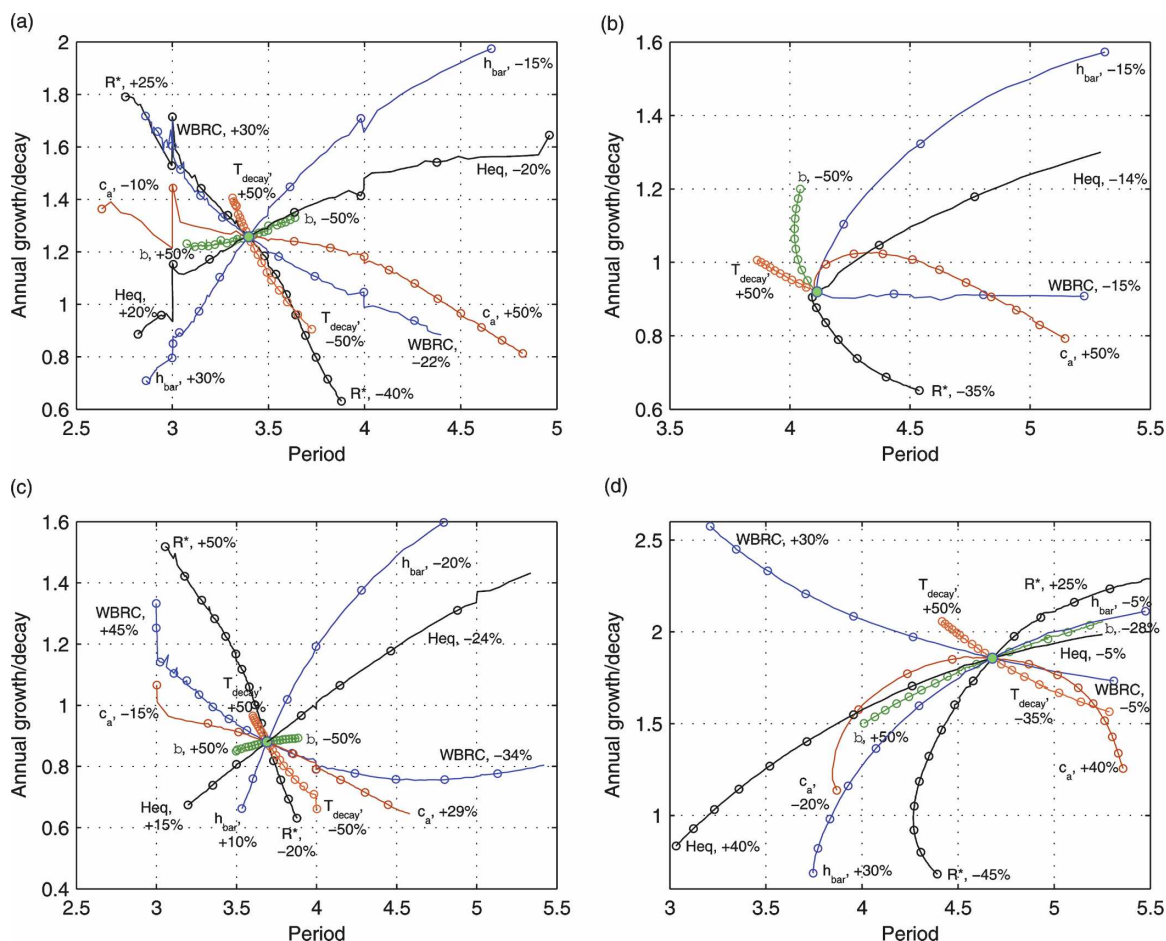 (a)
2
1.8
1.6
1.4
1.2
1
0.8
0.6
Annual growth/decay
R*, +25%
WBRC, +30%
h_bar, −15%
T_decay,
+50%
Heq, −20%
c_a, −10%
b, −50%
b, +50%
Heq,
+20%
T_decay,
−50%
c_a, +50%
WBRC,
−22%
h_bar, +30%
R*, −40%
2.5 3 3.5 4 4.5 5
Period
(b)
1.6
1.4
1.2
1
0.8
0.6
Annual growth/decay
h_bar, −15%
b, −50%
Heq, −14%
T_decay,
+50%
WBRC, −15%
c_a, +50%
R*, −35%
3.5 4 4.5 5 5.5
Period
(c)
1.6
1.4
1.2
1
0.8
0.6
0.4
Annual growth/decay
R*, +50%
h_bar, −20%
WBRC,
+45%
Heq, −24%
T_decay,
+50%
c_a, −15%
b, +50%
b, −50%
WBRC, −34%
Heq,
+15%
h_bar,
+10%
R*,
−20%
T_decay,
−50%
c_a, +29%
2.5 3 3.5 4 4.5 5 5.5
Period
(d)
2.5
2
1.5
1
Annual growth/decay
WBRC, +30%
R*, +25%
T_decay,
+50%
h_bar,
−5%
b, −28%
Heq, −5%
WBRC,
−5%
T_decay,
−35%
b, +50%
c_a,
−20%
c_a, +40%
Heq, +40%
h_bar, +30%
R*, −45%
3 3.5 4 4.5 5 5.5
Period